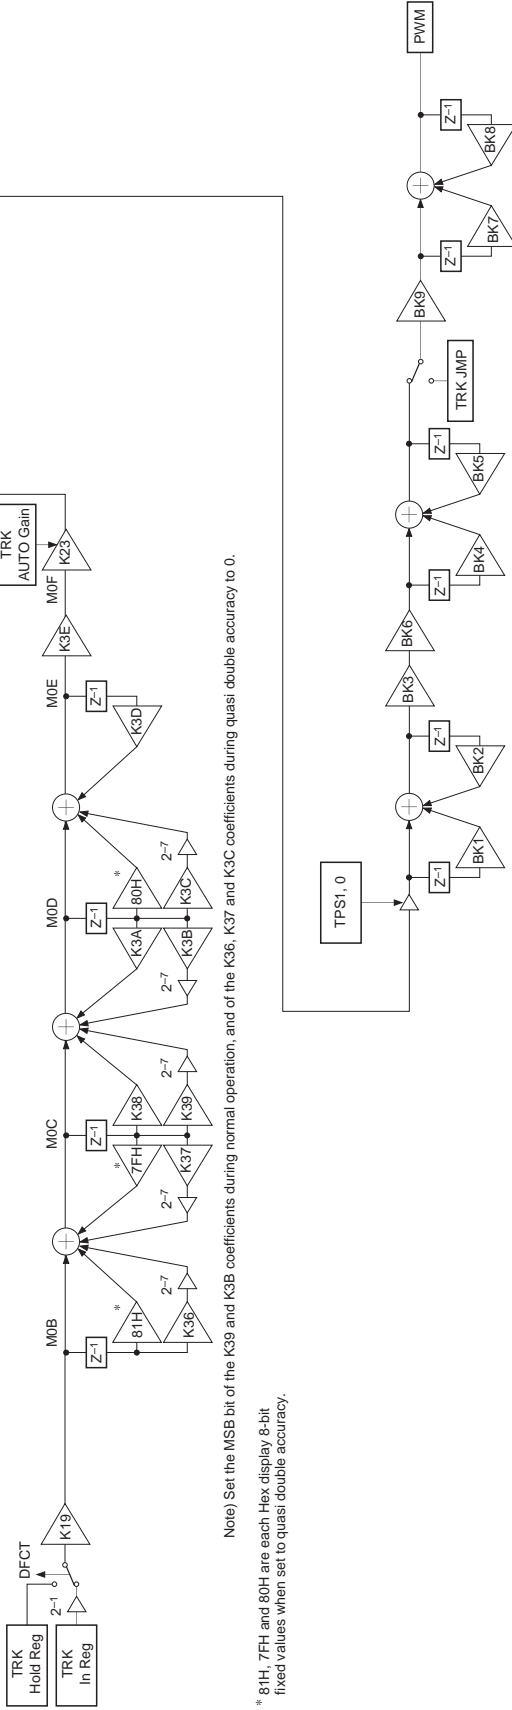 TRK
Hold Reg
TRK
In Reg
DFCT
2–1
K19
M0B
Z–1
81H
*
K36
2–7
7FH
*
K37
2–7
M0C
Z–1
K38
K39
2–7
K3A
K3B
2–7
M0D
Z–1
80H
*
K3C
2–7
K3D
Z–1
M0E
K3E
M0F
K23
TRK
AUTO Gain
Note) Set the MSB bit of the K39 and K3B coefficients during normal operation, and of the K36, K37 and K3C coefficients during quasi double accuracy to 0.
* 81H, 7FH and 80H are each Hex display 8-bit
fixed values when set to quasi double accuracy.
TPS1, 0
Z–1
BK1
Z–1
BK2
BK3
BK6
Z–1
BK4
Z–1
BK5
TRK JMP
BK9
Z–1
BK7
Z–1
BK8
PWM